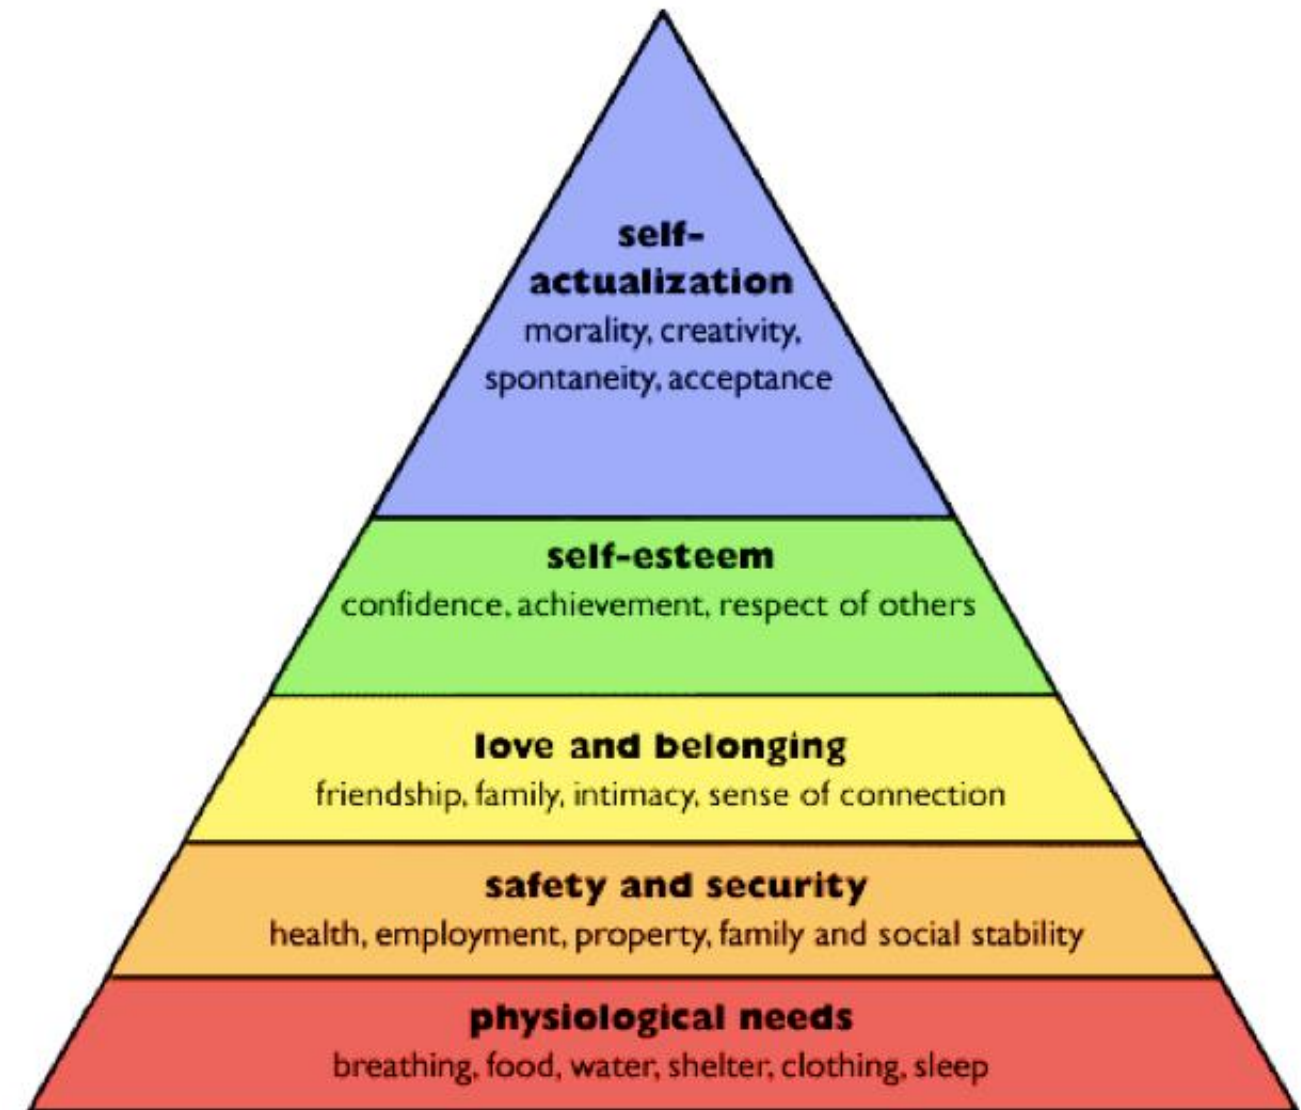 self-
actualization
morality, creativity,
spontaneity, acceptance
self-esteem
confidence, achievement, respect of others
love and belonging
friendship, family, intimacy, sense of connection
safety and security
health, employment, property, family and social stability
physiological needs
breathing, food, water, shelter, clothing, sleep